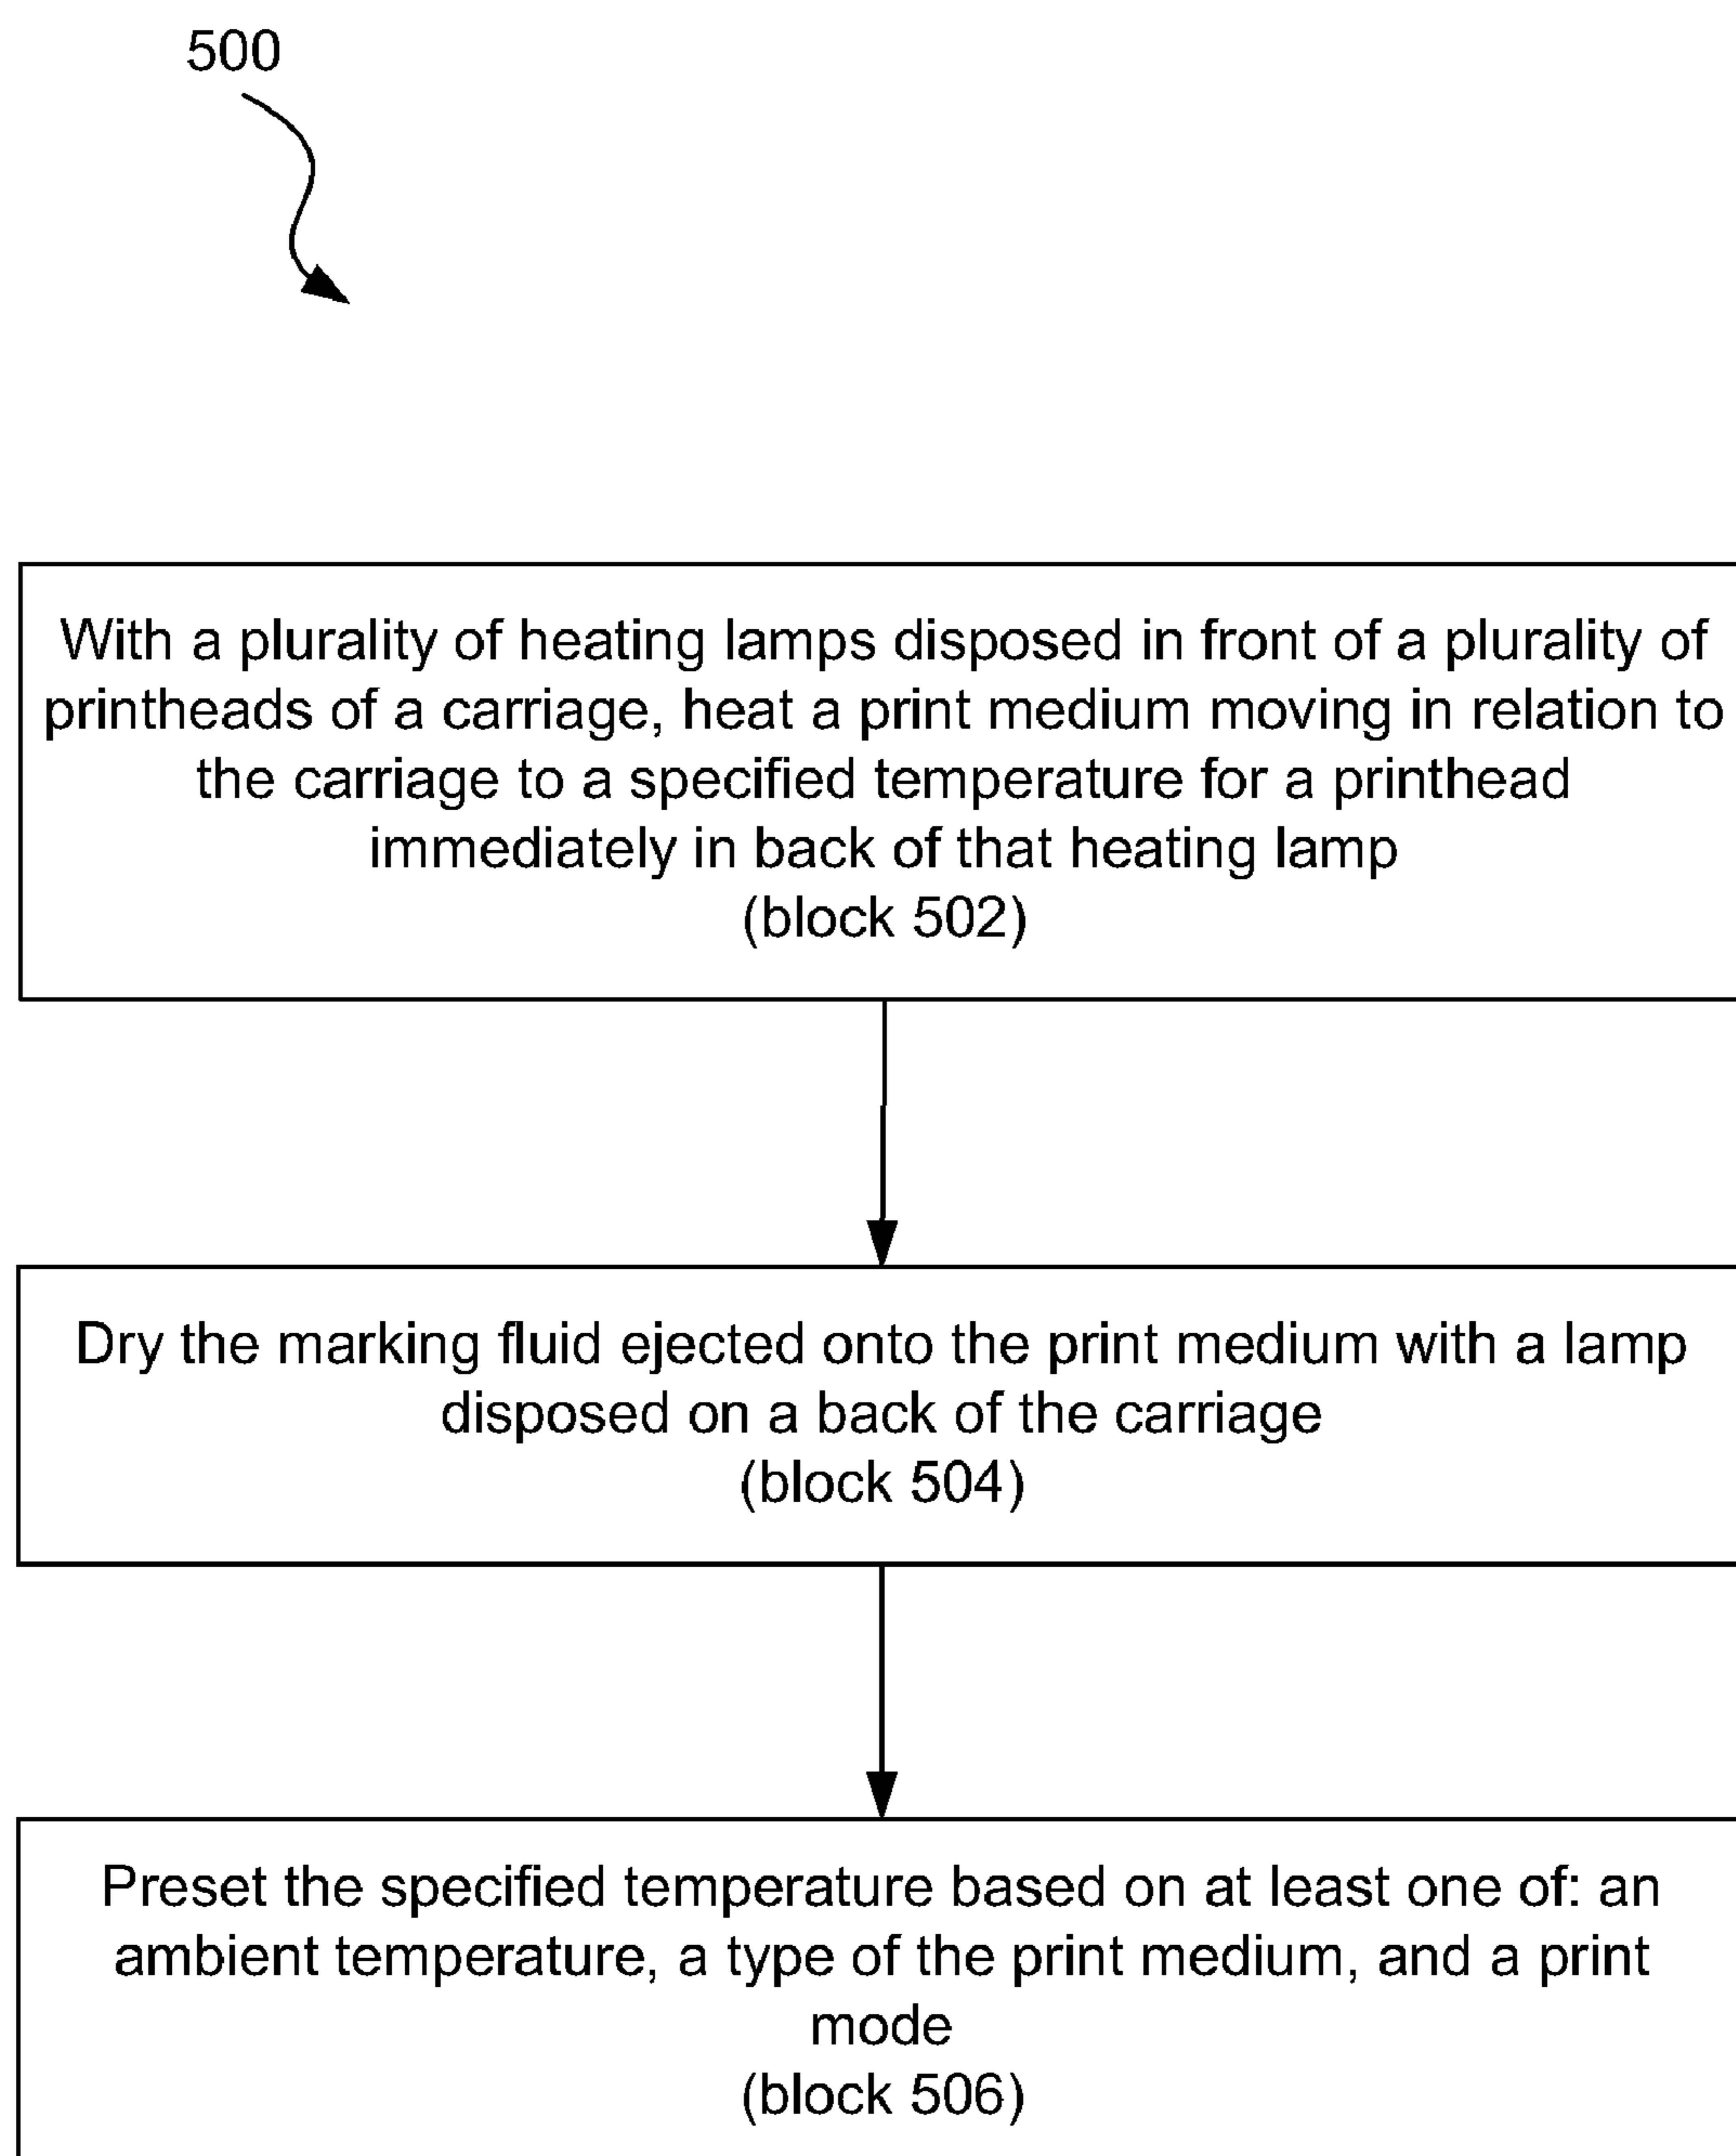 500
With a plurality of heating lamps disposed in front of a plurality of
printheads of a carriage, heat a print medium moving in relation to
the carriage to a specified temperature for a printhead
immediately in back of that heating lamp
(block 502)
Dry the marking fluid ejected onto the print medium with a lamp
disposed on a back of the carriage
(block 504)
Preset the specified temperature based on at least one of: an
ambient temperature, a type of the print medium, and a print
mode
(block 506)